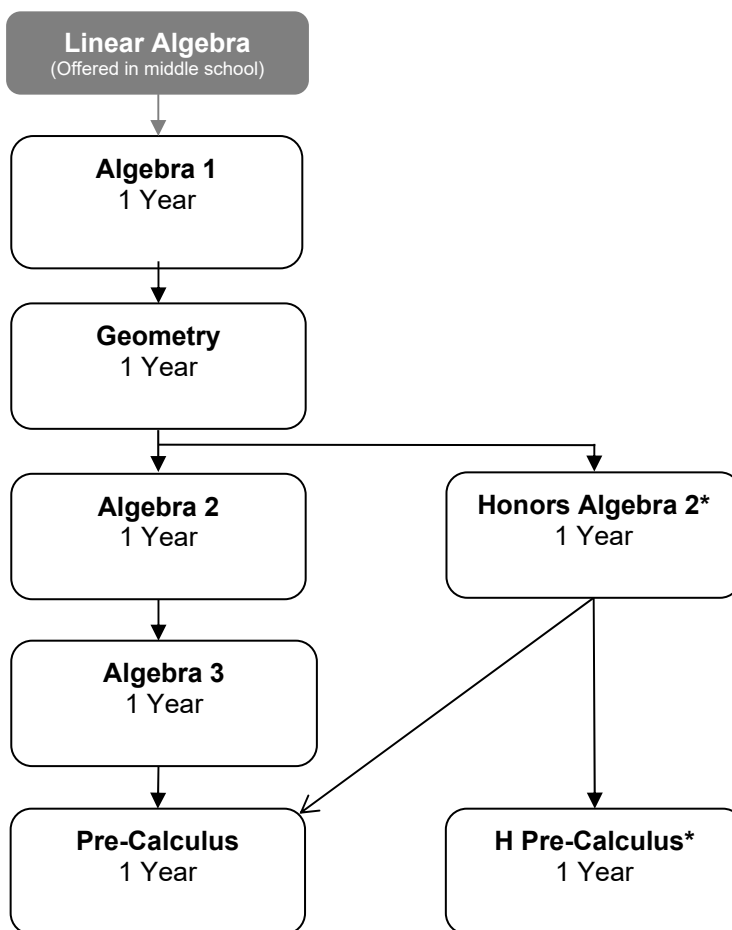 Linear Algebra
(Offered in middle school)
Algebra 1
1 Year
Geometry
1 Year
Algebra 2
1 Year
Honors Algebra 2*
1 Year
Algebra 3
1 Year
Pre-Calculus
1 Year
H Pre-Calculus*
1 Year